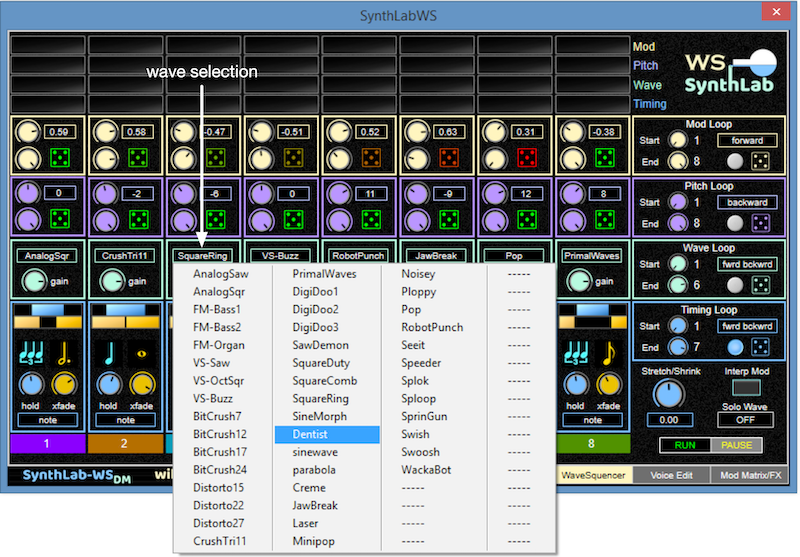 SynthLabWS
Mod
Pitch
Wave
Timing
WS
SynthLab
wave selection
0.59 0.58 -0.47 -0.51 0.52 0.63 0.31 -0.38
Mod Loop
Start 1 forward
End 8
0 -2 -6 0 11 -9 12 8
Pitch Loop
Start 1 backward
End 8
AnalogSqr CrushTri11 SquareRing VS-Buzz RobotPunch JawBreak Pop PrimalWaves
gain gain gain
Wave Loop
Start 1 fwrd bckwrd
End 6
Timing Loop
Start 1 fwrd bckwrd
End 7
AnalogSaw PrimalWaves Noisey -----
AnalogSqr DigiDoo1 Ploppy -----
FM-Bass1 DigiDoo2 Pop -----
FM-Bass2 DigiDoo3 RobotPunch -----
FM-Organ SawDemon Seeit -----
VS-Saw SquareDuty Speeder -----
VS-OctSqr SquareComb Splok -----
VS-Buzz SquareRing Sploop -----
BitCrush7 SineMorph SprinGun -----
BitCrush12 Dentist Swish -----
BitCrush17 sinewave Swoosh -----
BitCrush24 parabola WackaBot -----
Distorto15 Creme ----- -----
Distorto22 JawBreak ----- -----
Distorto27 Laser ----- -----
CrushTri11 Minipop ----- -----
3 3
hold xfade hold xfade hold xfade
note note note
Stretch/Shrink Interp Mod
Solo Wave
0.00 OFF
1 2 8
RUN PAUSE
SynthLab-WS DM
WaveSquencer Voice Edit Mod Matrix/FX